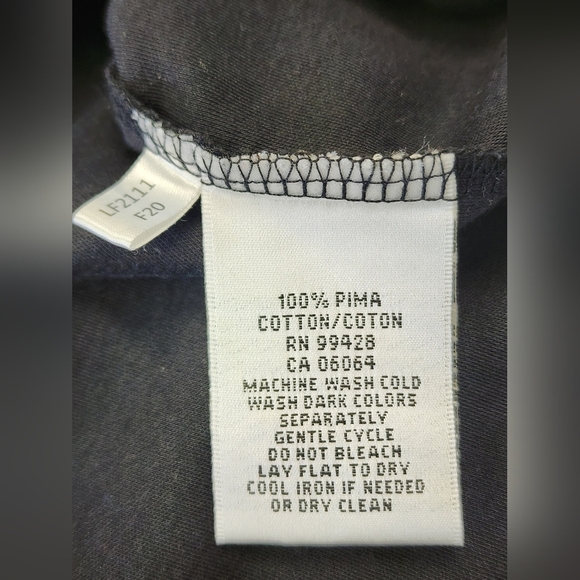 LF2111
F20
100% PIMA
COTTON/COTON
RN 99428
CA 06064
MACHINE WASH COLD
WASH DARK COLORS
SEPARATELY
GENTLE CYCLE
DO NOT BLEACH
LAY FLAT TO DRY
COOL IRON IF NEEDED
OR DRY CLEAN